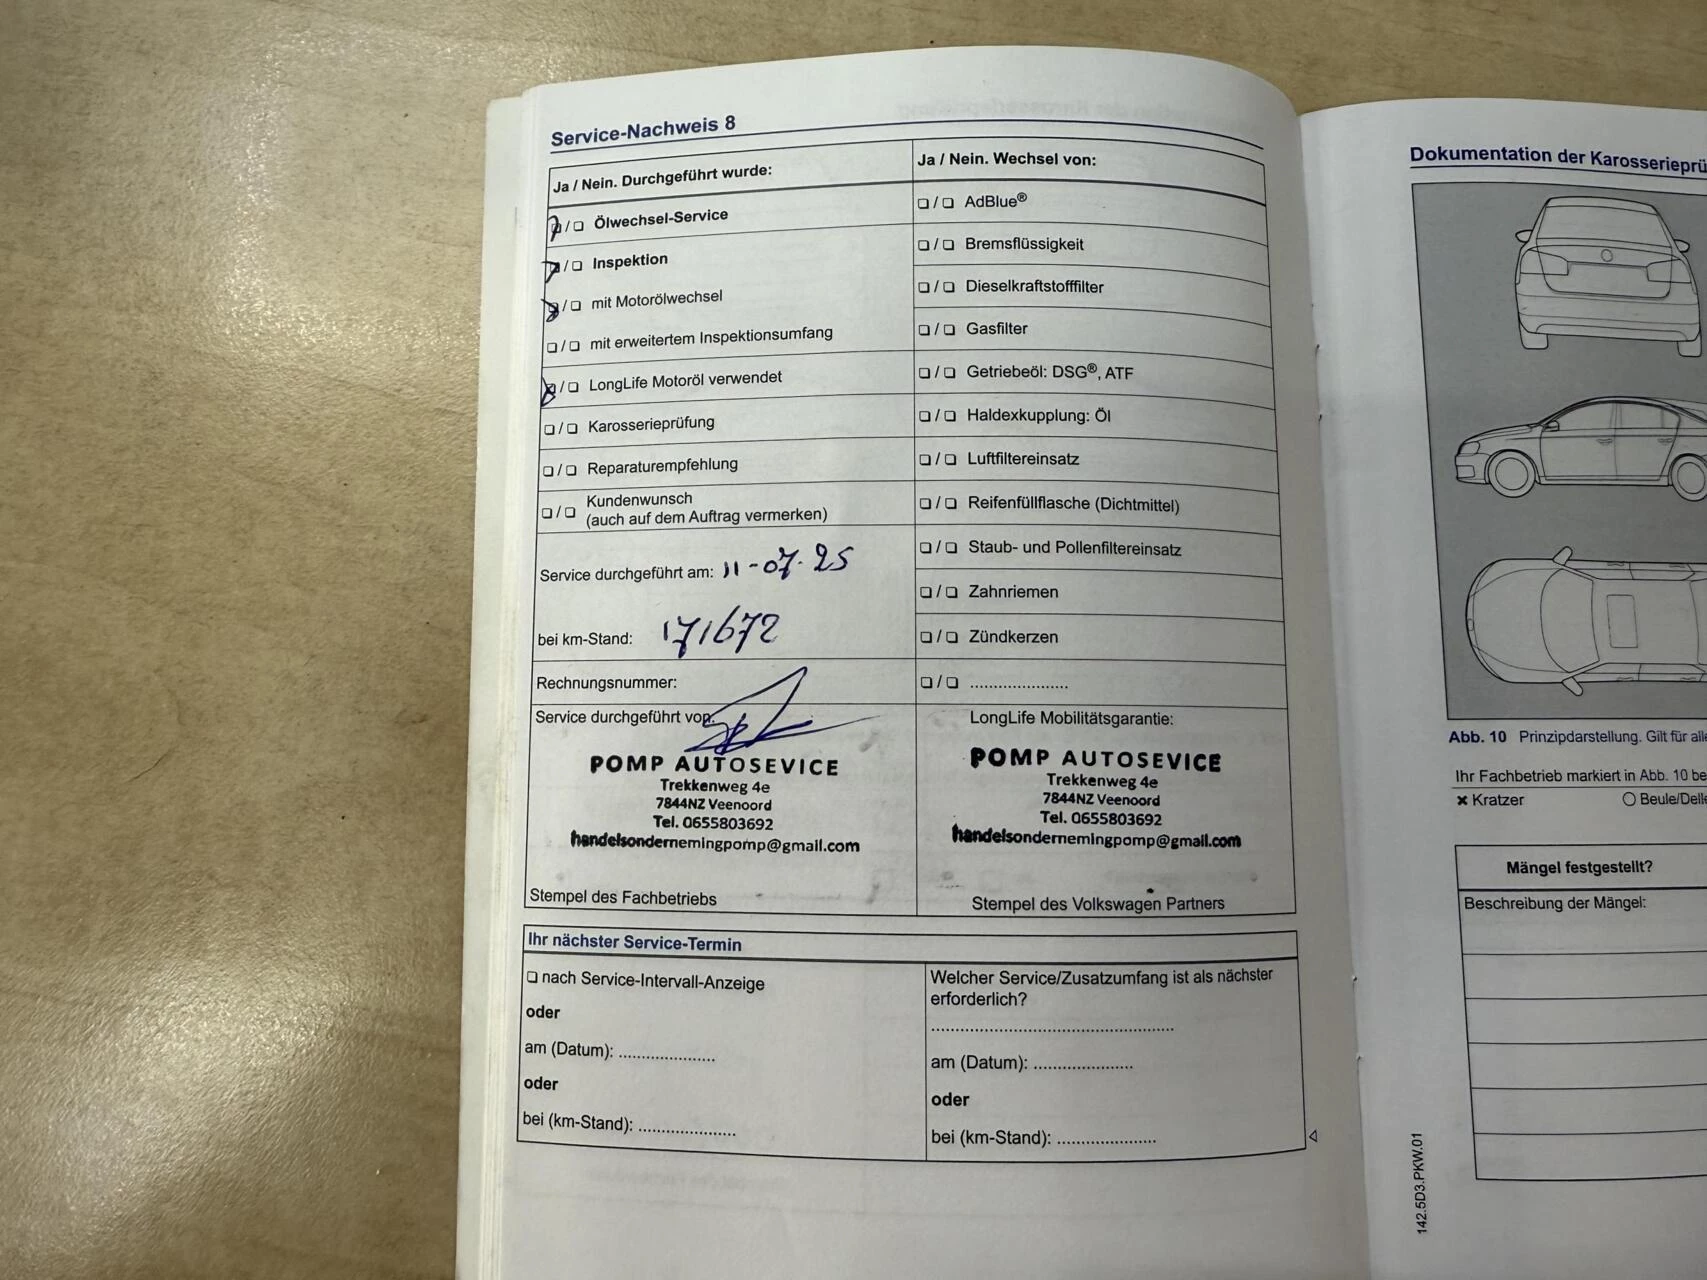 Service-Nachweis 8
Ja / Nein. Durchgeführt wurde:
❑ / ❑ Ölwechsel-Service
❑ / ❑ Inspektion
❑ / ❑ mit Motorölwechsel
❑ / ❑ mit erweitertem Inspektionsumfang
❑ / ❑ LongLife Motoröl verwendet
❑ / ❑ Karosserieprüfung
❑ / ❑ Reparaturempfehlung
❑ / ❑ Kundenwunsch
(auch auf dem Auftrag vermerken)
Service durchgeführt am: 11-07-25
bei km-Stand: 171672
Rechnungsnummer:
Service durchgeführt von:
POMP AUTOSEVICE
Trekkenweg 4e
7844NZ Veenoord
Tel. 0655803692
handelsondernemingpomp@gmail.com
Stempel des Fachbetriebs
Ja / Nein. Wechsel von:
❑ / ❑ AdBlue®
❑ / ❑ Bremsflüssigkeit
❑ / ❑ Dieselkraftstofffilter
❑ / ❑ Gasfilter
❑ / ❑ Getriebeöl: DSG®, ATF
❑ / ❑ Haldexkupplung: Öl
❑ / ❑ Luftfiltereinsatz
❑ / ❑ Reifenfüllflasche (Dichtmittel)
❑ / ❑ Staub- und Pollenfiltereinsatz
❑ / ❑ Zahnriemen
❑ / ❑ Zündkerzen
❑ / ❑ .....................
LongLife Mobilitätsgarantie:
POMP AUTOSEVICE
Trekkenweg 4e
7844NZ Veenoord
Tel. 0655803692
handelsondernemingpomp@gmail.com
Stempel des Volkswagen Partners
Ihr nächster Service-Termin
❑ nach Service-Intervall-Anzeige
oder
am (Datum): .....................
oder
bei (km-Stand): .....................
Welcher Service/Zusatzumfang ist als nächster
erforderlich?
.....................................................
am (Datum): .....................
oder
bei (km-Stand): .....................
Dokumentation der Karosserieprü
Abb. 10 Prinzipdarstellung. Gilt für alle
Ihr Fachbetrieb markiert in Abb. 10 be
✖ Kratzer
○ Beule/Delle
Mängel festgestellt?
Beschreibung der Mängel:
142.5D3.PKW.01